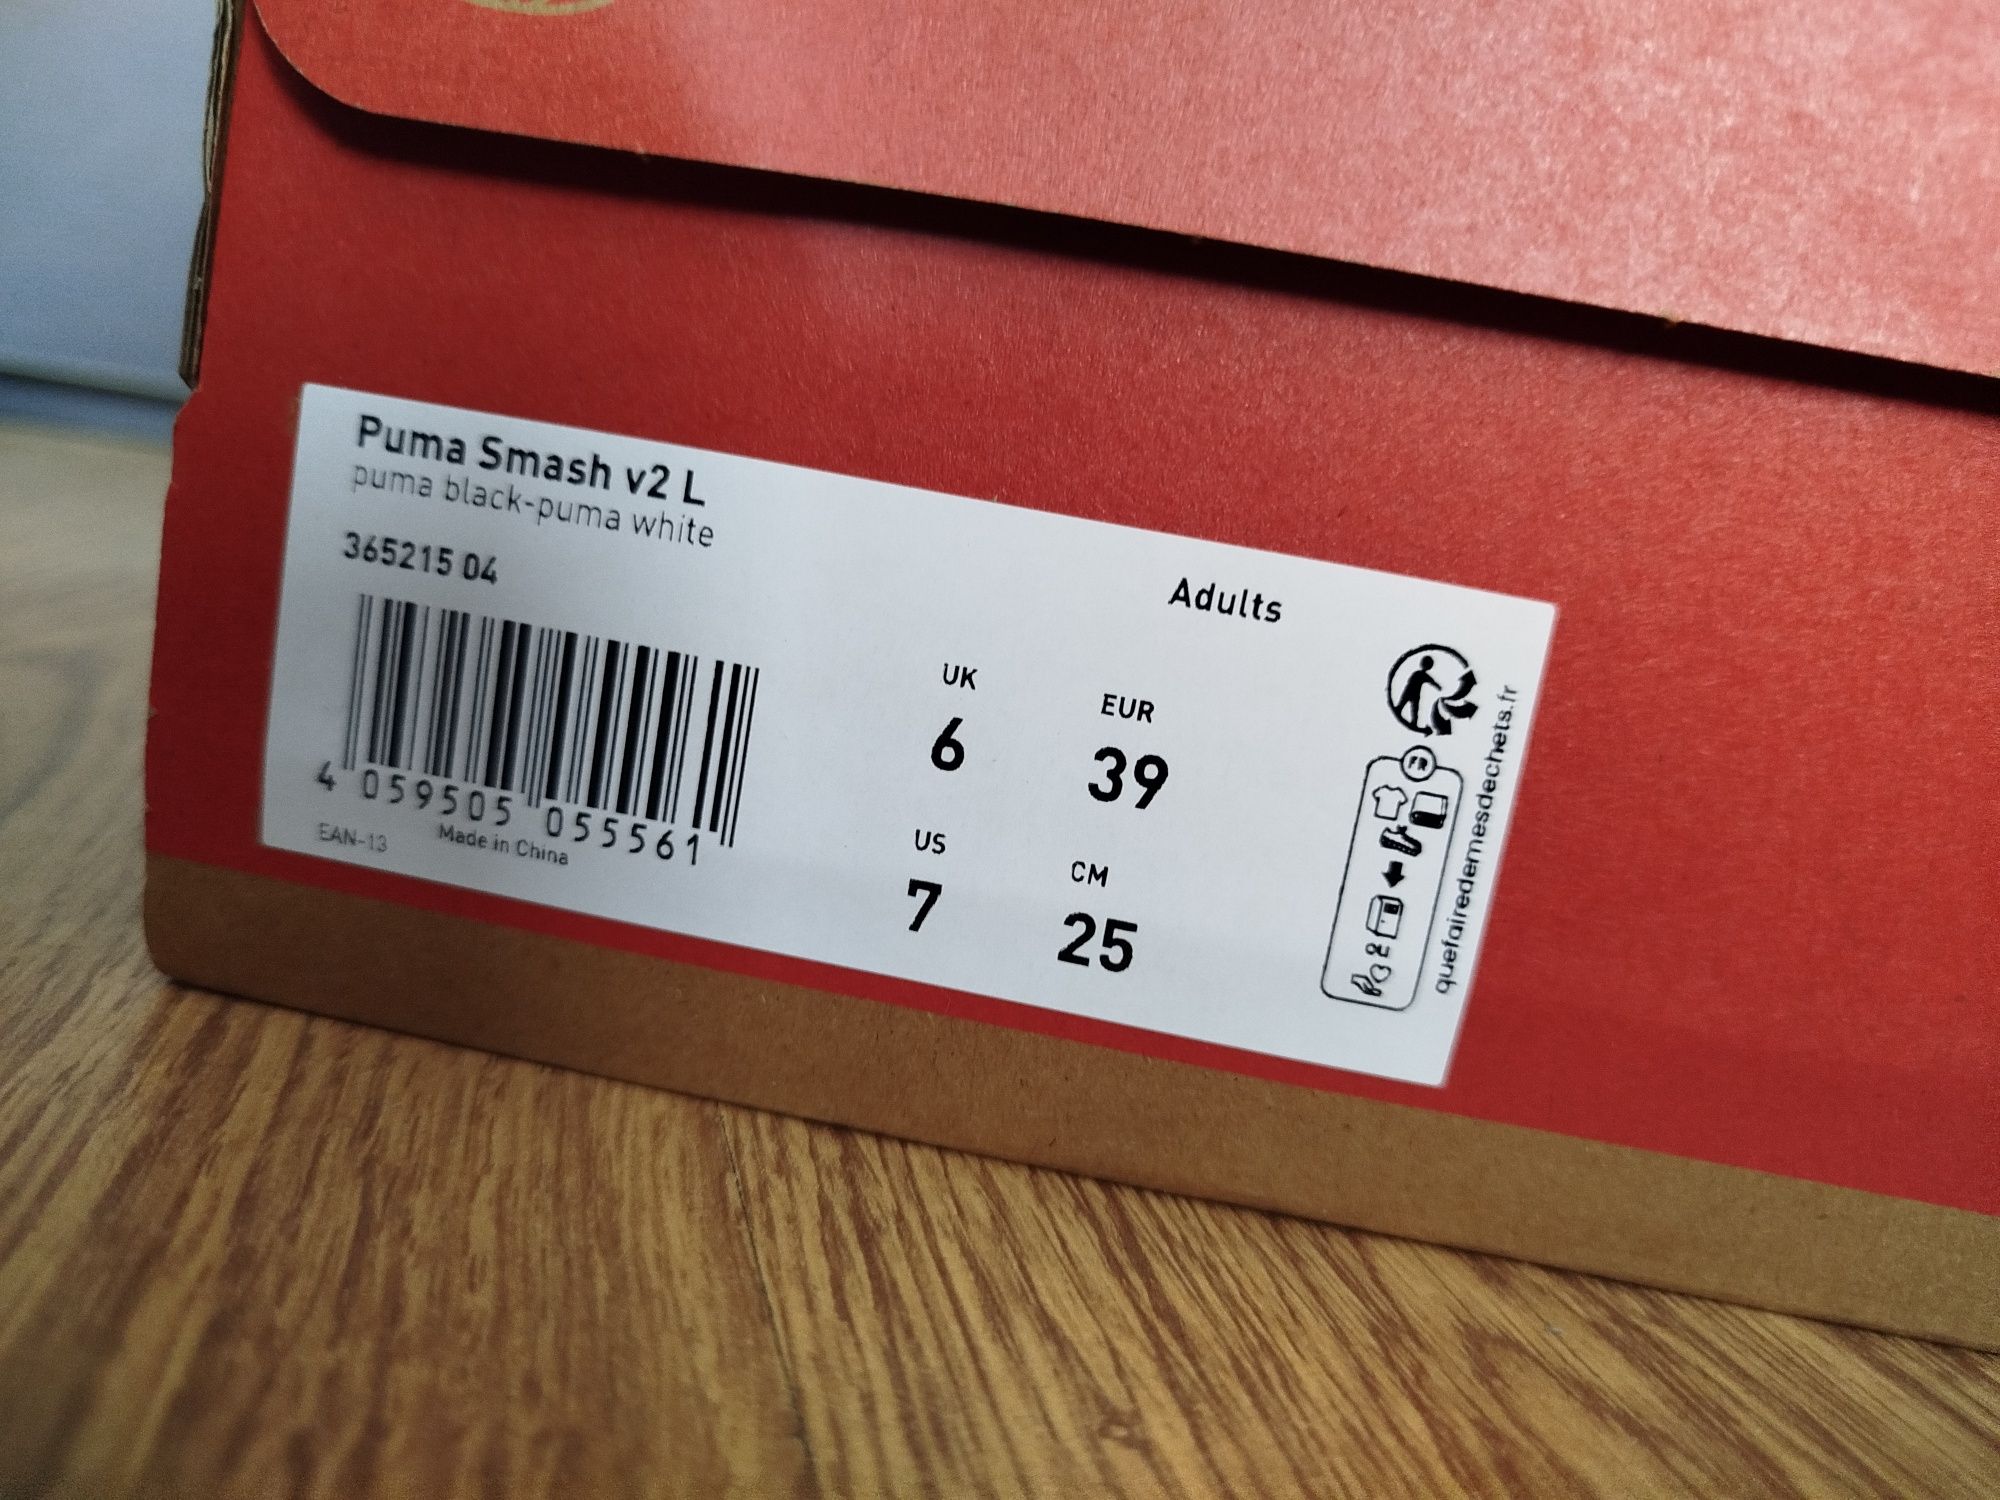 Puma Smash v2 L
puma black-puma white
365215 04
Adults
UK
6
EUR
39
US
7
CM
25
4 059505 055561
EAN-13
Made in China
FR
quefairedemesdechets.fr